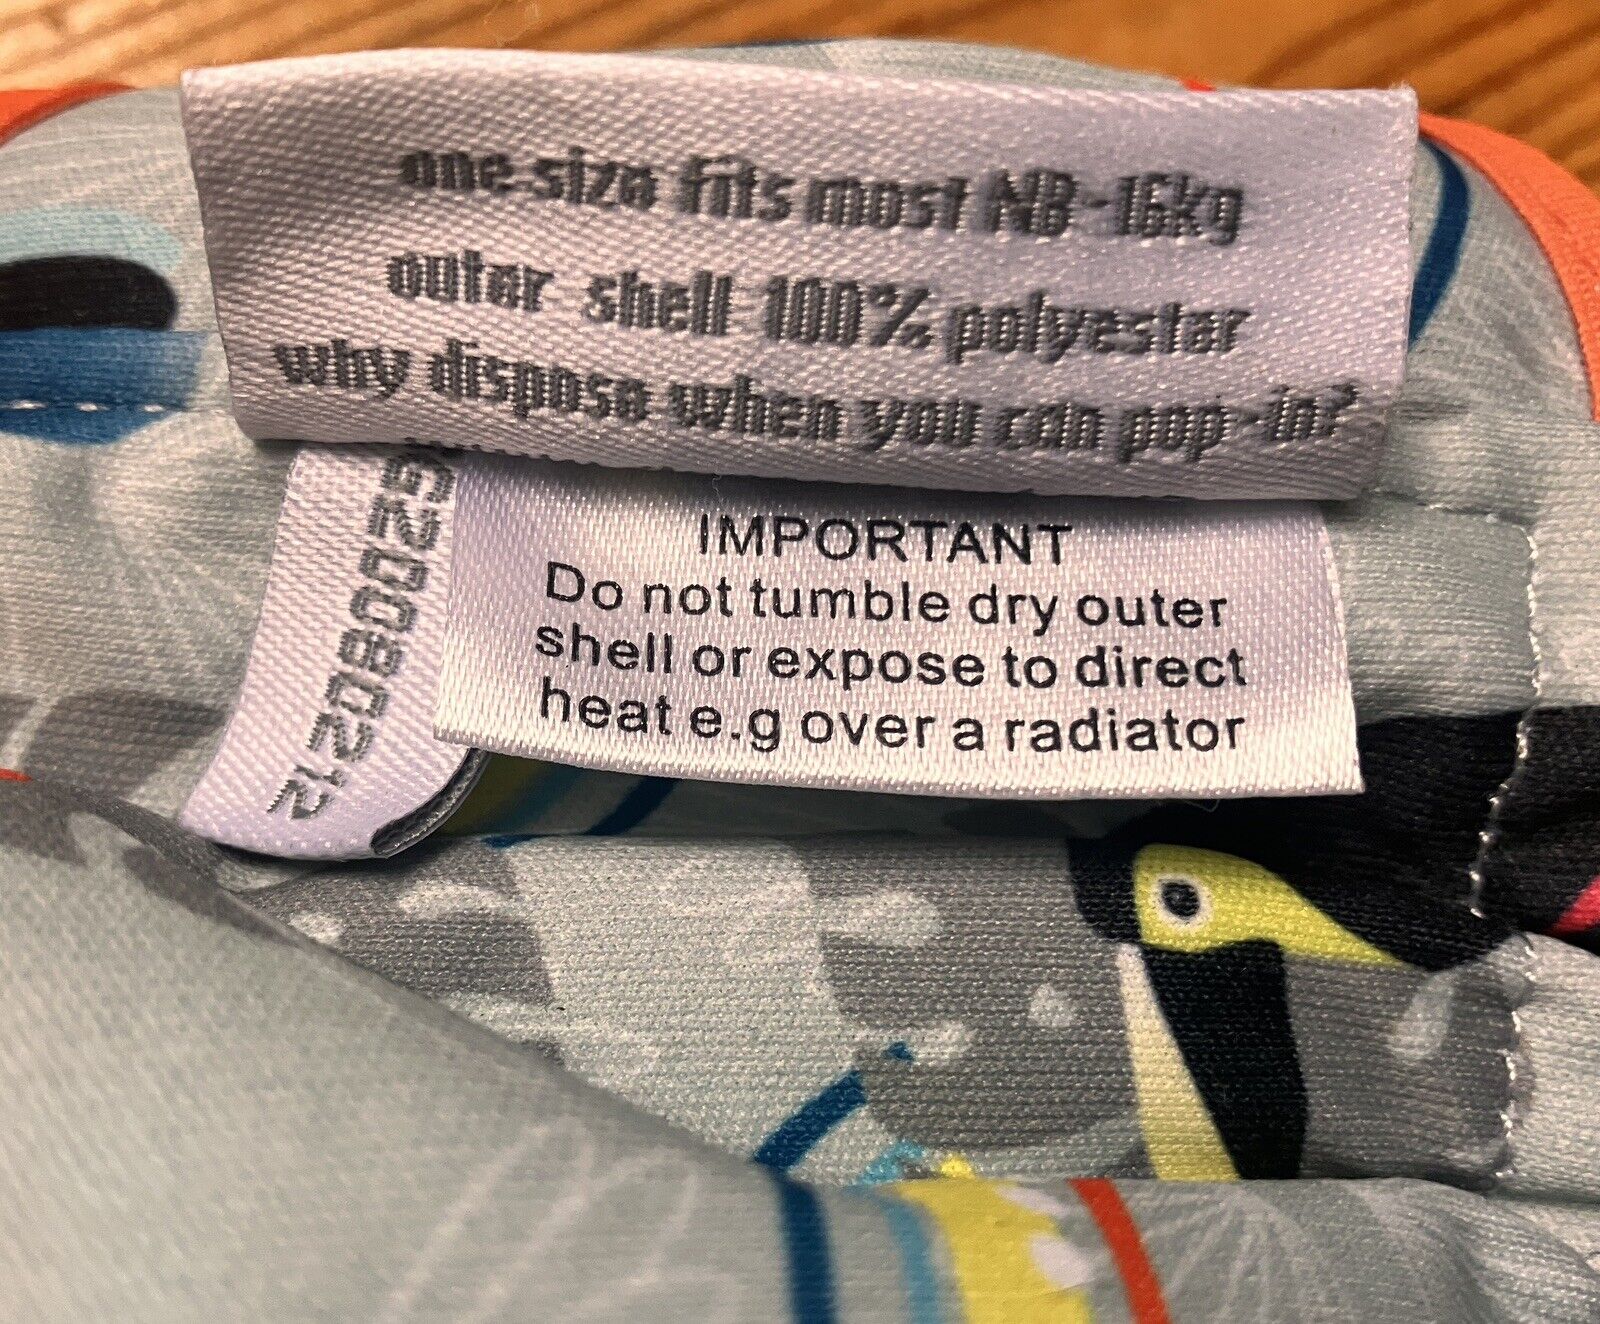 one size fits most NB-16kg
outer shell 100% polyester
why dispose when you can pop-in?
IMPORTANT
Do not tumble dry outer
shell or expose to direct
heat e.g over a radiator